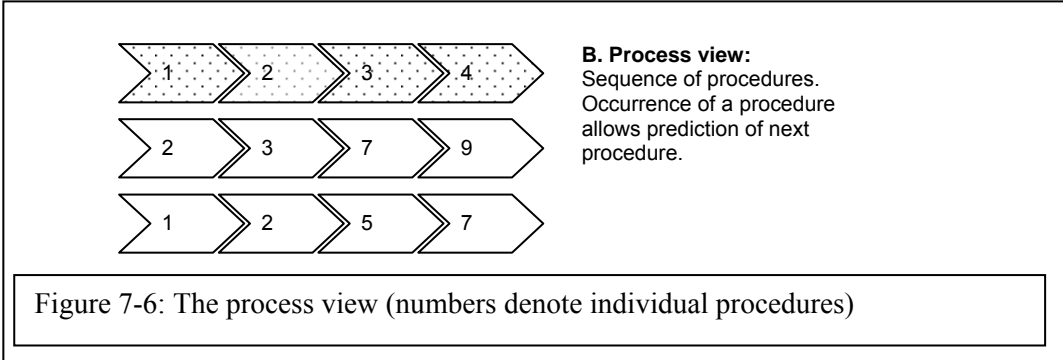 1 2 3 4
B. Process view:
Sequence of procedures.
Occurrence of a procedure
allows prediction of next
procedure.
2 3 7 9
1 2 5 7
Figure 7-6: The process view (numbers denote individual procedures)